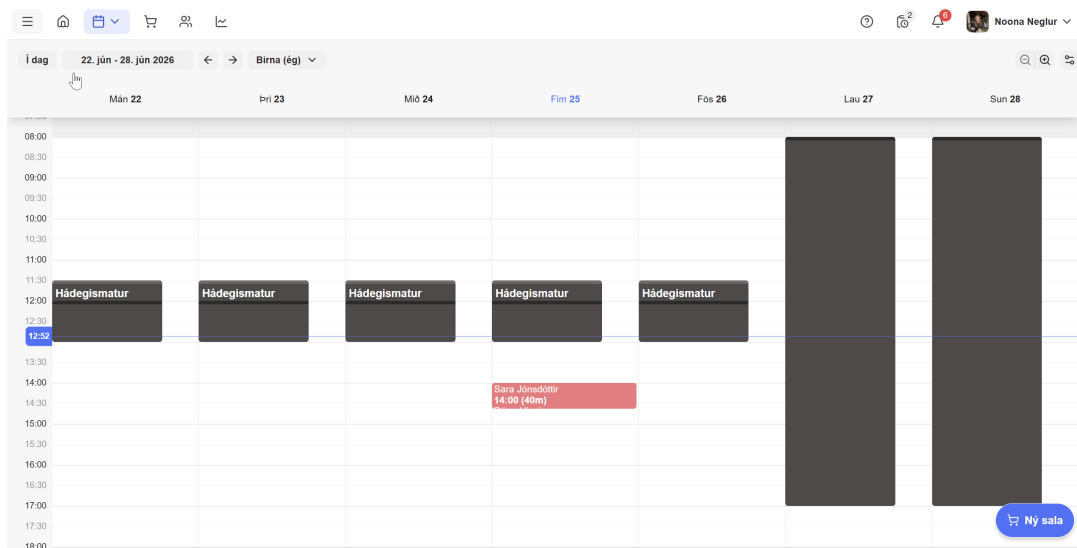 2
6
Noona Neglur
Í dag
22. jún - 28. jún 2026
Birna (ég)
Mán 22
Þri 23
Mið 24
Fim 25
Fös 26
Lau 27
Sun 28
08:00
08:30
09:00
09:30
10:00
10:30
11:00
11:30
Hádegismatur
Hádegismatur
Hádegismatur
Hádegismatur
Hádegismatur
12:00
12:30
12:52
13:30
14:00
Sara Jónsdóttir
14:00 (40m)
14:30
15:00
15:30
16:00
16:30
17:00
17:30
Ný sala
18:00